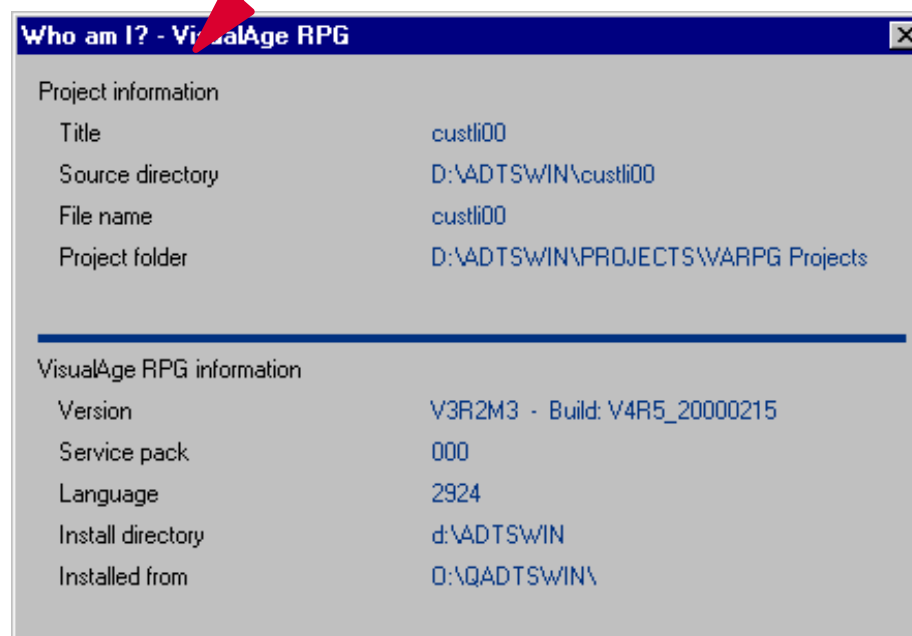 Who am I? - VisualAge RPG
Project information
Title custli00
Source directory D:\ADTSWIN\custli00
File name custli00
Project folder D:\ADTSWIN\PROJECTS\VARPG Projects
VisualAge RPG information
Version V3R2M3 - Build: V4R5_20000215
Service pack 000
Language 2924
Install directory d:\ADTSWIN
Installed from O:\QADTSWIN\